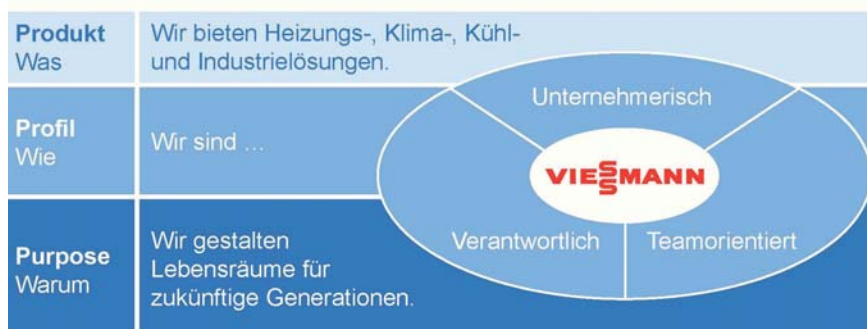 Produkt
Was
Wir bieten Heizungs-, Klima-, Kühl-
und Industrielösungen.
Profil
Wie
Wir sind ...
Purpose
Warum
Wir gestalten
Lebensräume für
zukünftige Generationen.
Unternehmerisch
VIESSMANN
Verantwortlich
Teamorientiert